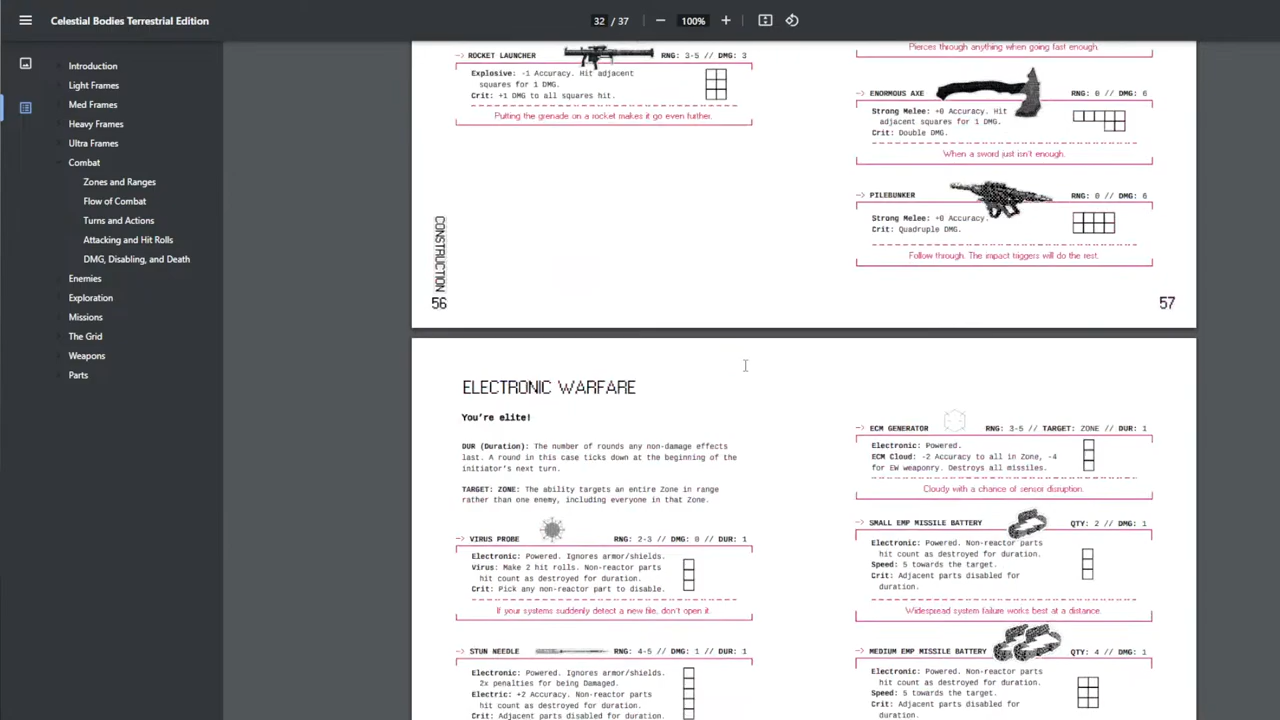 Celestial Bodies Terrestrial Edition
32 / 37
100%
Introduction
Light Frames
Med Frames
Heavy Frames
Ultra Frames
Combat
Zones and Ranges
Flow of Combat
Turns and Actions
Attacking and Hit Rolls
DMG, Disabling, and Death
Enemies
Exploration
Missions
The Grid
Weapons
Parts
ROCKET LAUNCHER
RNG: 3-5 // DMG: 3
Explosive: -1 Accuracy. Hit adjacent
squares for 1 DMG.
Crit: +1 DMG to all squares hit.
Putting the grenade on a rocket makes it go even further.
CONSTRUCTION
56
Pierces through anything when going fast enough.
ENORMOUS AXE
RNG: 0 // DMG: 6
Strong Melee: +0 Accuracy. Hit
adjacent squares for 1 DMG.
Crit: Double DMG.
When a sword just isn't enough.
PILEBUNKER
RNG: 0 // DMG: 6
Strong Melee: +0 Accuracy.
Crit: Quadruple DMG.
Follow through. The impact triggers will do the rest.
57
ELECTRONIC WARFARE
You're elite!
DUR (Duration): The number of rounds any non-damage effects
last. A round in this case ticks down at the beginning of the
initiator's next turn.
TARGET: ZONE: The ability targets an entire Zone in range
rather than one enemy, including everyone in that Zone.
VIRUS PROBE
RNG: 2-3 // DMG: 0 // DUR: 1
Electronic: Powered. Ignores armor/shields.
Virus: Make 2 hit rolls. Non-reactor parts
hit count as destroyed for duration.
Crit: Pick any non-reactor part to disable.
If your systems suddenly detect a new file, don't open it.
STUN NEEDLE
RNG: 4-5 // DMG: 1 // DUR: 1
Electronic: Powered. Ignores armor/shields.
2x penalties for being Damaged.
Electric: +2 Accuracy. Non-reactor parts
hit count as destroyed for duration.
Crit: Adjacent parts disabled for duration.
ECM GENERATOR
RNG: 3-5 // TARGET: ZONE // DUR: 1
Electronic: Powered.
ECM Cloud: -2 Accuracy to all in Zone, -4
for EW weaponry. Destroys all missiles.
Cloudy with a chance of sensor disruption.
SMALL EMP MISSILE BATTERY
QTY: 2 // DMG: 1
Electronic: Powered. Non-reactor parts
hit count as destroyed for duration.
Speed: 5 towards the target.
Crit: Adjacent parts disabled for
duration.
Widespread system failure works best at a distance.
MEDIUM EMP MISSILE BATTERY
QTY: 4 // DMG: 1
Electronic: Powered. Non-reactor parts
hit count as destroyed for duration.
Speed: 5 towards the target.
Crit: Adjacent parts disabled for
duration.